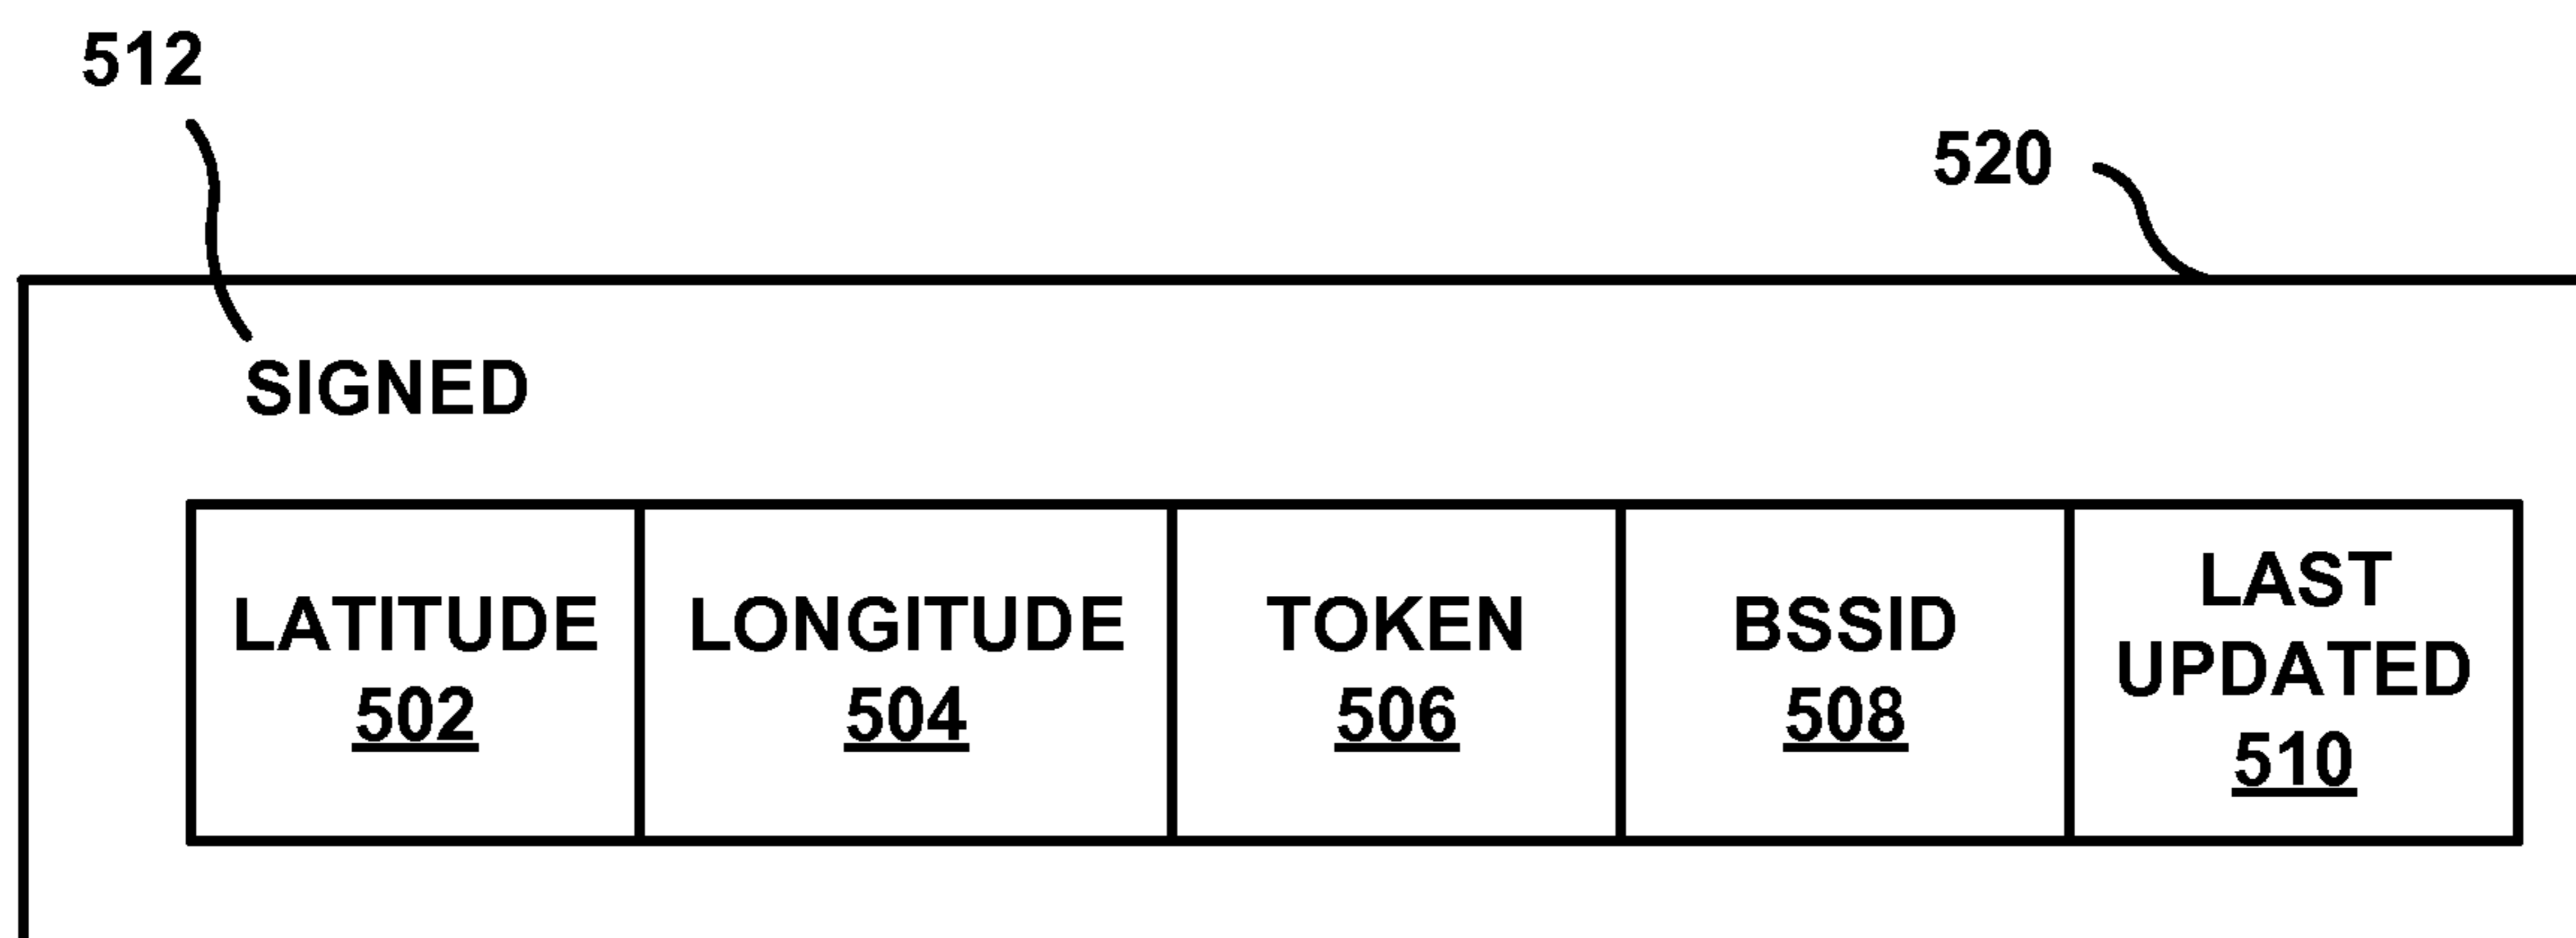 512
520
SIGNED
LATITUDE
502
LONGITUDE
504
TOKEN
506
BSSID
508
LAST
UPDATED
510